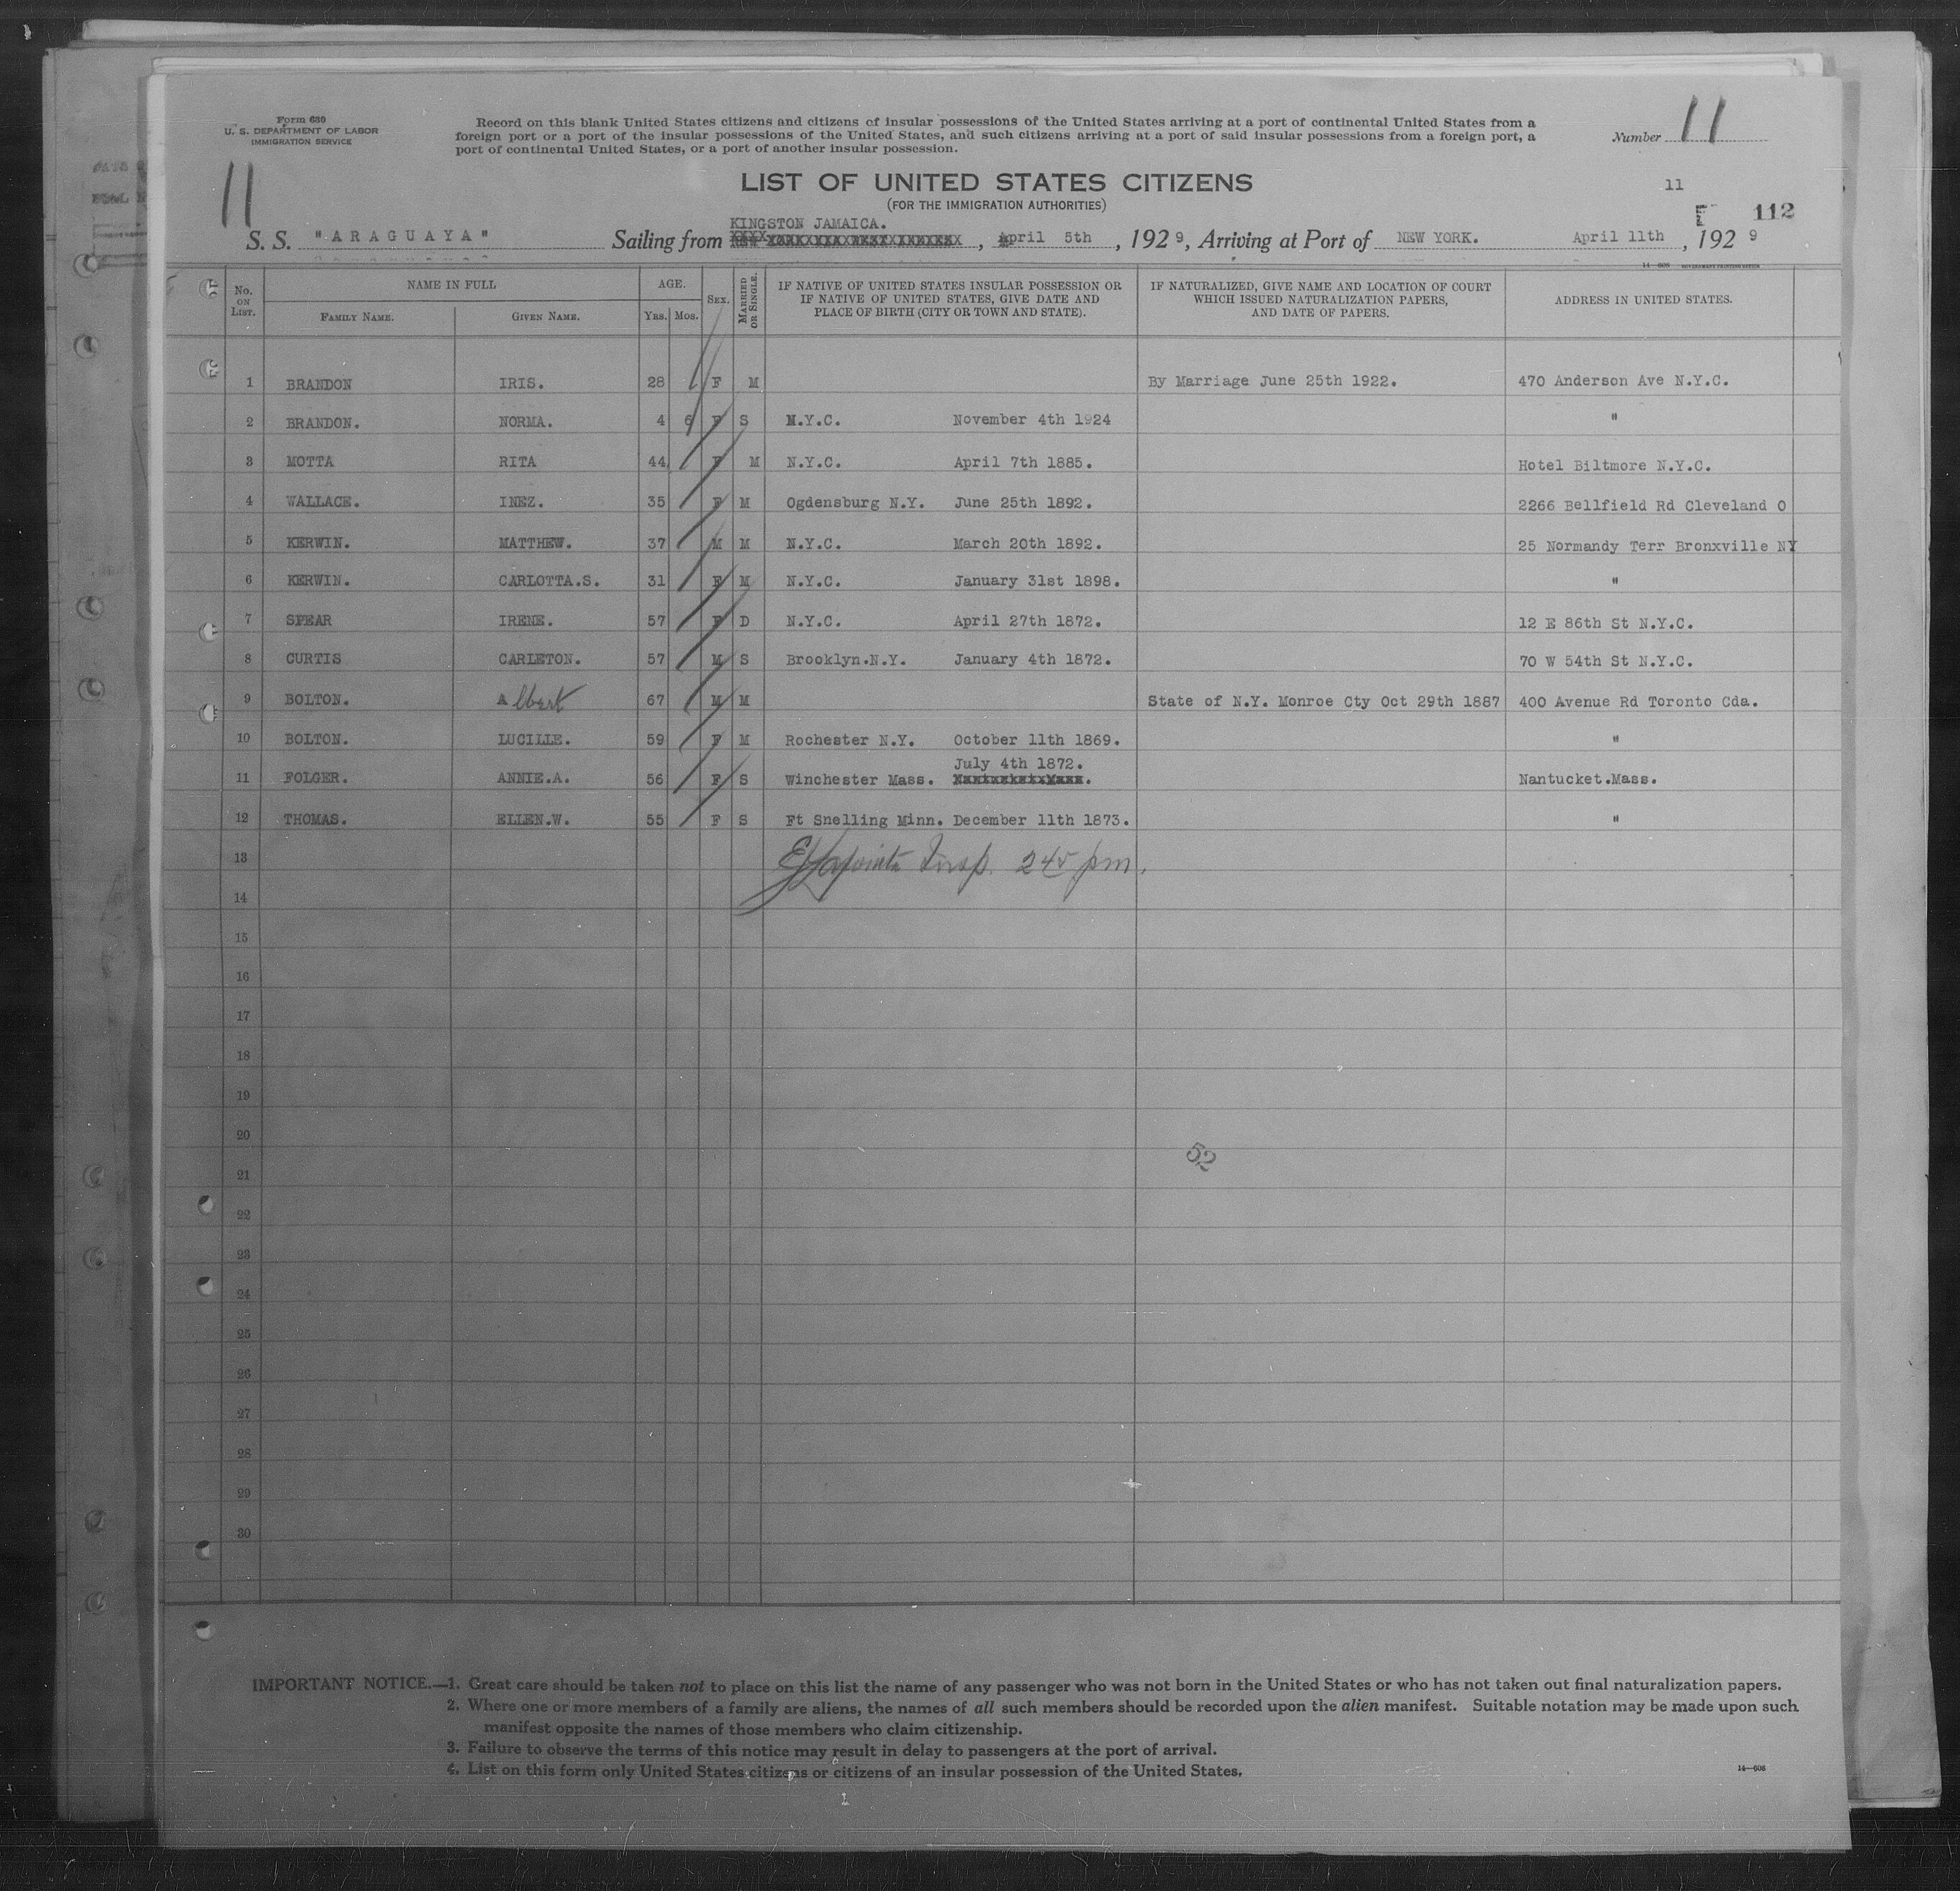 Form 630
U. S. DEPARTMENT OF LABOR
IMMIGRATION SERVICE
Record on this blank United States citizens and citizens of insular possessions of the United States arriving at a port of continental United States from a
foreign port or a port of the insular possessions of the United States, and such citizens arriving at a port of said insular possessions from a foreign port, a
port of continental United States, or a port of another insular possession.
Number 11
11
LIST OF UNITED STATES CITIZENS
11
(FOR THE IMMIGRATION AUTHORITIES)
112
KINGSTON JAMAICA.
S. S. "ARAGUAYA" Sailing from , April 5th , 1929, Arriving at Port of NEW YORK. April 11th , 1929
No. ON LIST. NAME IN FULL AGE. SEX. MARRIED OR SINGLE. IF NATIVE OF UNITED STATES INSULAR POSSESSION OR IF NATIVE OF UNITED STATES, GIVE DATE AND PLACE OF BIRTH (CITY OR TOWN AND STATE). IF NATURALIZED, GIVE NAME AND LOCATION OF COURT WHICH ISSUED NATURALIZATION PAPERS, AND DATE OF PAPERS. ADDRESS IN UNITED STATES.
FAMILY NAME. GIVEN NAME. YRS. MOS.
1 BRANDON IRIS. 28 F M By Marriage June 25th 1922. 470 Anderson Ave N.Y.C.
2 BRANDON. NORMA. 4 6 F S N.Y.C. November 4th 1924 "
3 MOTTA RITA 44 F M N.Y.C. April 7th 1885. Hotel Biltmore N.Y.C.
4 WALLACE. INEZ. 35 F M Ogdensburg N.Y. June 25th 1892. 2266 Bellfield Rd Cleveland O
5 KERWIN. MATTHEW. 37 M M N.Y.C. March 20th 1892. 25 Normandy Terr Bronxville NY
6 KERWIN. CARLOTTA.S. 31 F M N.Y.C. January 31st 1898. "
7 SPEAR IRENE. 57 F D N.Y.C. April 27th 1872. 12 E 86th St N.Y.C.
8 CURTIS CARLETON. 57 M S Brooklyn.N.Y. January 4th 1872. 70 W 54th St N.Y.C.
9 BOLTON. Albert 67 M M State of N.Y. Monroe Cty Oct 29th 1887 400 Avenue Rd Toronto Cda.
10 BOLTON. LUCILLE. 59 F M Rochester N.Y. October 11th 1869. "
July 4th 1872.
11 FOLGER. ANNIE.A. 56 F S Winchester Mass. Nantucket.Mass.
12 THOMAS. ELLEN.W. 55 F S Ft Snelling Minn. December 11th 1873. "
13 Insp. 245 pm.
14
15
16
17
18
19
20
52
21
22
23
24
25
26
27
28
29
30
IMPORTANT NOTICE.—1. Great care should be taken not to place on this list the name of any passenger who was not born in the United States or who has not taken out final naturalization papers.
2. Where one or more members of a family are aliens, the names of all such members should be recorded upon the alien manifest. Suitable notation may be made upon such
manifest opposite the names of those members who claim citizenship.
3. Failure to observe the terms of this notice may result in delay to passengers at the port of arrival.
4. List on this form only United States citizens or citizens of an insular possession of the United States.
14—608
1